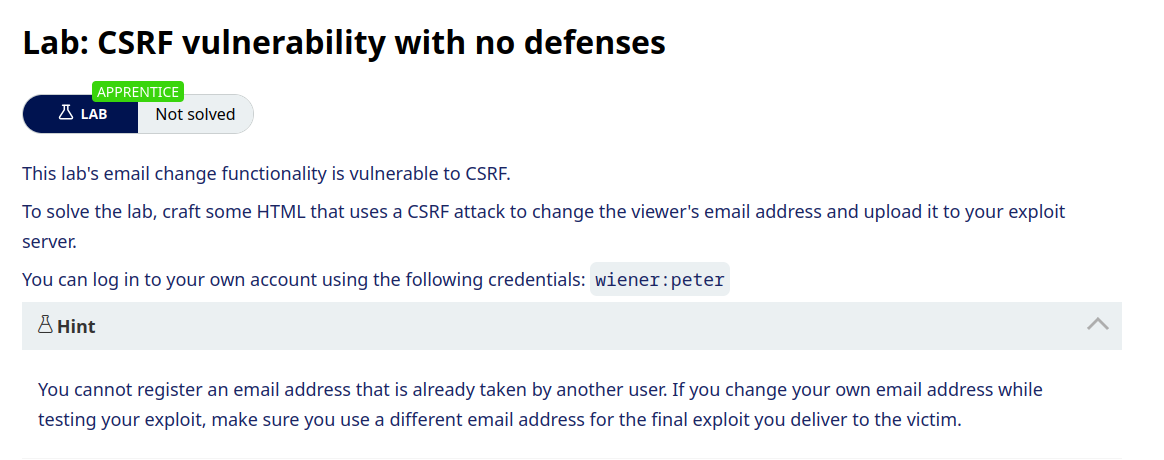 Lab: CSRF vulnerability with no defenses
APPRENTICE
LAB Not solved
This lab's email change functionality is vulnerable to CSRF.
To solve the lab, craft some HTML that uses a CSRF attack to change the viewer's email address and upload it to your exploit
server.
You can log in to your own account using the following credentials: wiener:peter
Hint
You cannot register an email address that is already taken by another user. If you change your own email address while
testing your exploit, make sure you use a different email address for the final exploit you deliver to the victim.